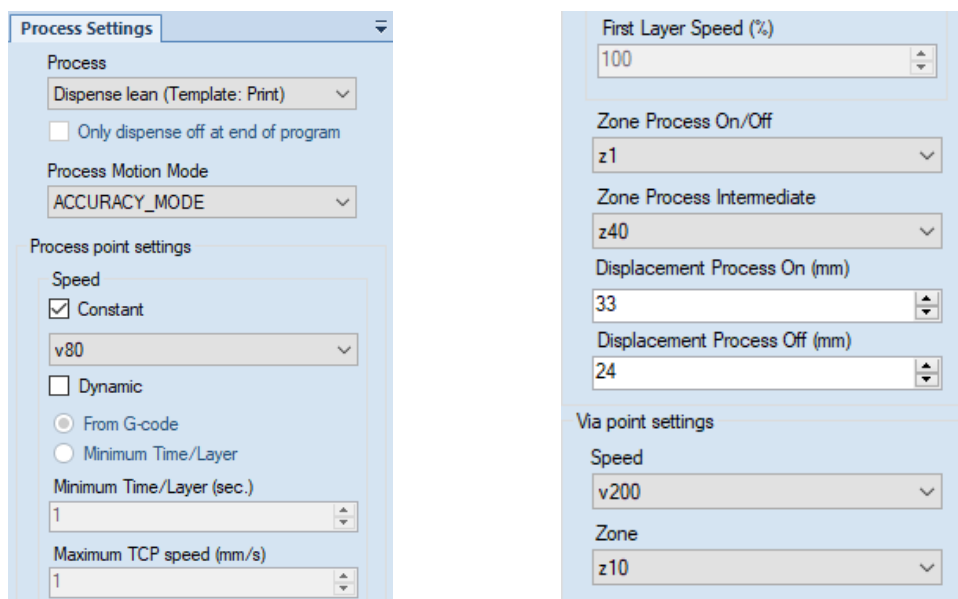 Process Settings
Process
Dispense lean (Template: Print)
Only dispense off at end of program
Process Motion Mode
ACCURACY_MODE
Process point settings
Speed
Constant
v80
Dynamic
From G-code
Minimum Time/Layer
Minimum Time/Layer (sec.)
1
Maximum TCP speed (mm/s)
1
First Layer Speed (%)
100
Zone Process On/Off
z1
Zone Process Intermediate
z40
Displacement Process On (mm)
33
Displacement Process Off (mm)
24
Via point settings
Speed
v200
Zone
z10